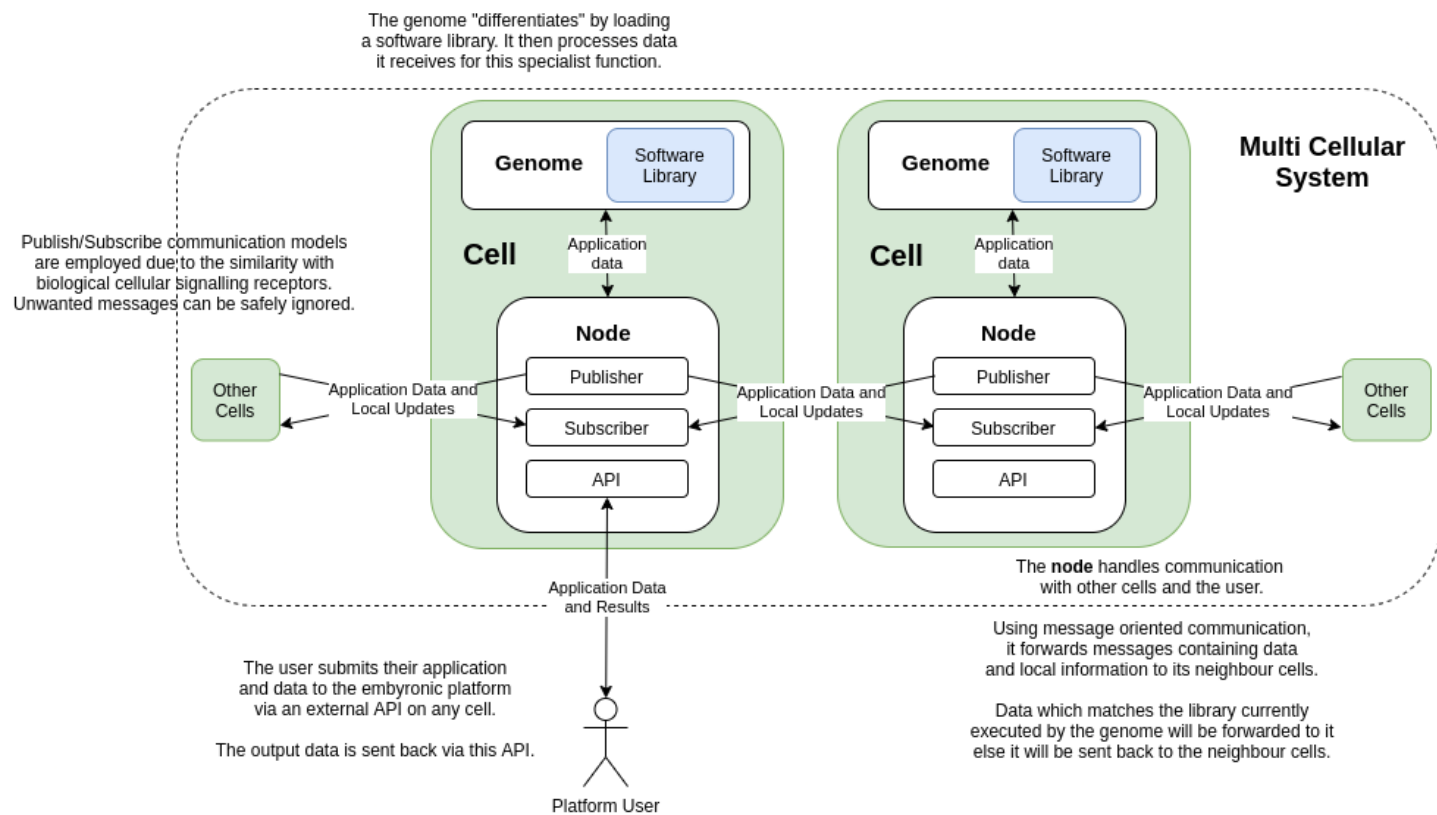 The genome "differentiates" by loading
a software library. It then processes data
it receives for this specialist function.
Multi Cellular
System
Genome
Software
Library
Genome
Software
Library
Cell
Application
data
Cell
Application
data
Publish/Subscribe communication models
are employed due to the similarity with
biological cellular signalling receptors.
Unwanted messages can be safely ignored.
Node
Publisher
Subscriber
API
Node
Publisher
Subscriber
API
Other
Cells
Application Data and
Local Updates
Application Data and
Local Updates
Application Data and
Local Updates
Other
Cells
The node handles communication
with other cells and the user.
Application Data
and Results
Using message oriented communication,
it forwards messages containing data
and local information to its neighbour cells.
Data which matches the library currently
executed by the genome will be forwarded to it
else it will be sent back to the neighbour cells.
The user submits their application
and data to the embyronic platform
via an external API on any cell.
The output data is sent back via this API.
Platform User